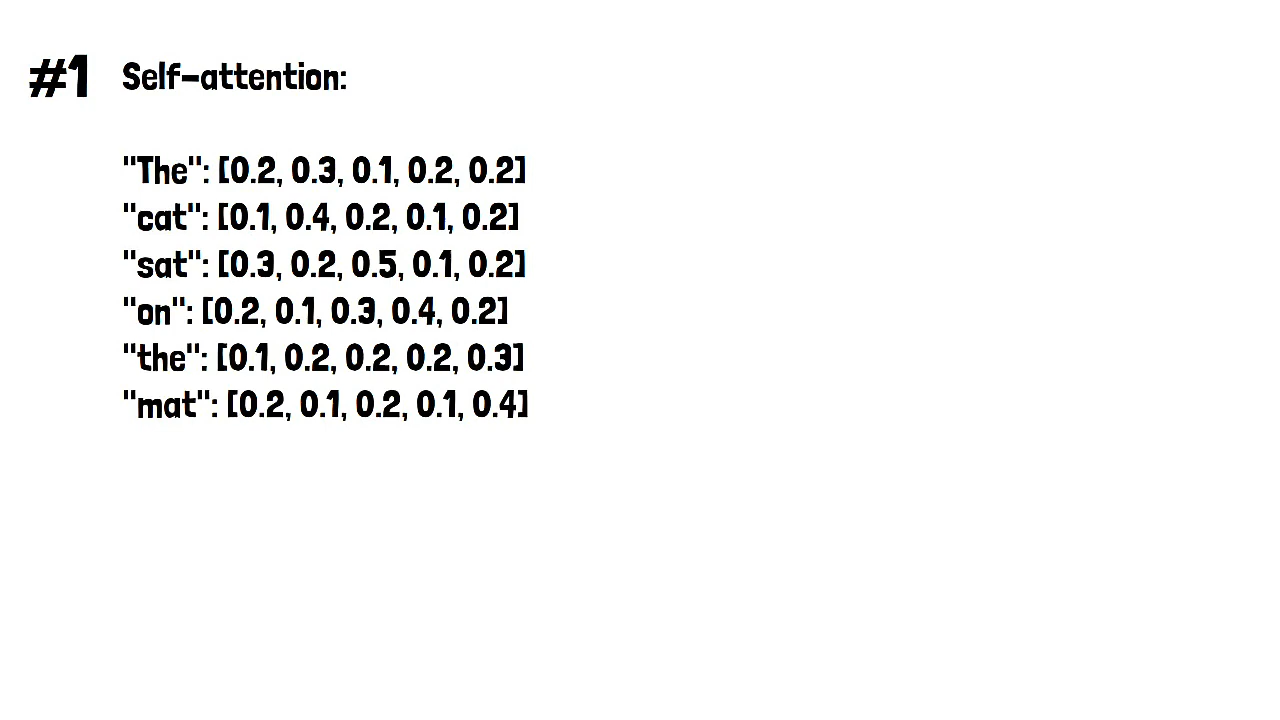 #1 Self-attention:
"The": [0.2, 0.3, 0.1, 0.2, 0.2]
"cat": [0.1, 0.4, 0.2, 0.1, 0.2]
"sat": [0.3, 0.2, 0.5, 0.1, 0.2]
"on": [0.2, 0.1, 0.3, 0.4, 0.2]
"the": [0.1, 0.2, 0.2, 0.2, 0.3]
"mat": [0.2, 0.1, 0.2, 0.1, 0.4]